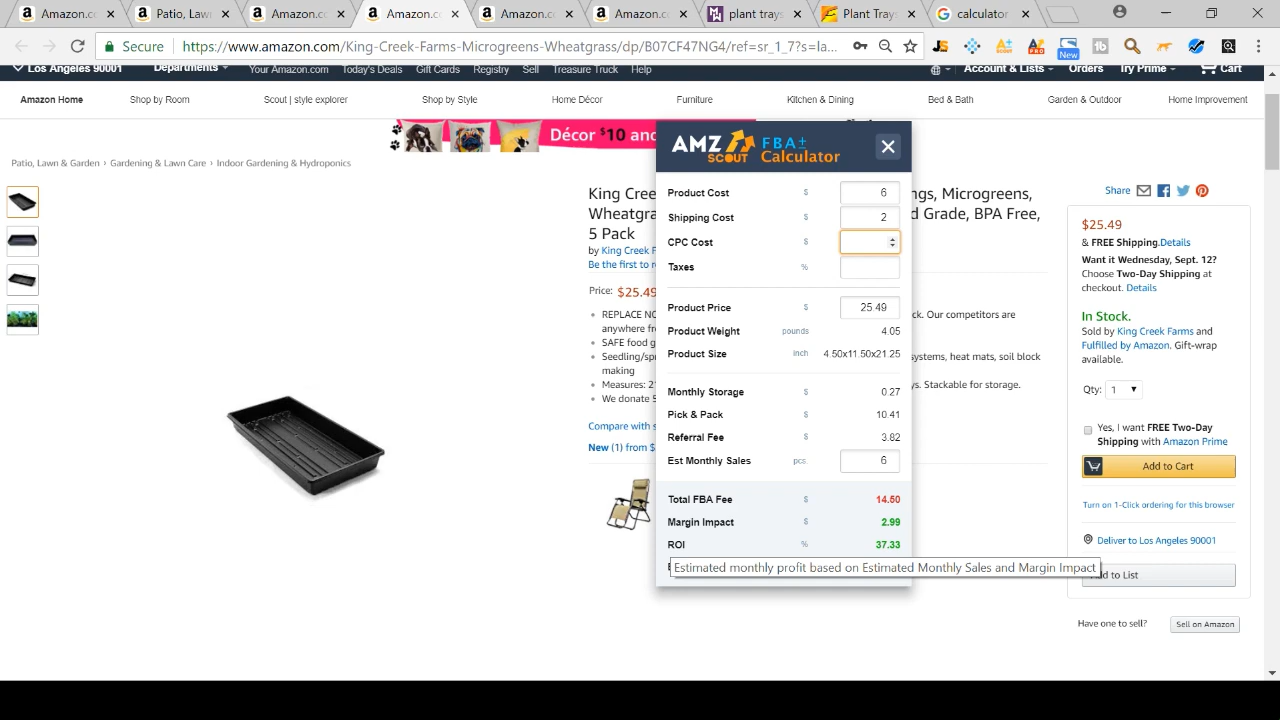 Amazon.c
Patio, Law
Amazon.c
Amazon.c
Amazon.c
Amazon.c
plant trays
Plant Trays
calculator
Secure
https://www.amazon.com/King-Creek-Farms-Microgreens-Wheatgrass/dp/B07CF47NG4/ref=sr_1_7?s=la...
New
Los Angeles 90001
Departments
Your Amazon.com
Today's Deals
Gift Cards
Registry
Sell
Treasure Truck
Help
Account & Lists
Orders
Try Prime
Cart
Amazon Home
Shop by Room
Scout | style explorer
Shop by Style
Home Décor
Furniture
Kitchen & Dining
Bed & Bath
Garden & Outdoor
Home Improvement
Décor $10 and
Patio, Lawn & Garden › Gardening & Lawn Care › Indoor Gardening & Hydroponics
King Cree
ngs, Microgreens,
Wheatgra
d Grade, BPA Free,
5 Pack
by King Creek F
Be the first to re
Price: $25.49
REPLACE NO
ck. Our competitors are
anywhere fr
SAFE food g
Seedling/spr
systems, heat mats, soil block
making
Measures: 21
ys. Stackable for storage.
We donate 5
Compare with s
New (1) from $
AMZ SCOUT FBA± Calculator
Product Cost $ 6
Shipping Cost $ 2
CPC Cost $
Taxes %
Product Price $ 25.49
Product Weight pounds 4.05
Product Size inch 4.50x11.50x21.25
Monthly Storage $ 0.27
Pick & Pack $ 10.41
Referral Fee $ 3.82
Est Monthly Sales pcs. 6
Total FBA Fee $ 14.50
Margin Impact $ 2.99
ROI % 37.33
Estimated monthly profit based on Estimated Monthly Sales and Margin Impact
Share
$25.49
& FREE Shipping. Details
Want it Wednesday, Sept. 12?
Choose Two-Day Shipping at
checkout. Details
In Stock.
Sold by King Creek Farms and
Fulfilled by Amazon. Gift-wrap
available.
Qty: 1
Yes, I want FREE Two-Day
Shipping with Amazon Prime
Add to Cart
Turn on 1-Click ordering for this browser
Deliver to Los Angeles 90001
Add to List
Have one to sell?
Sell on Amazon